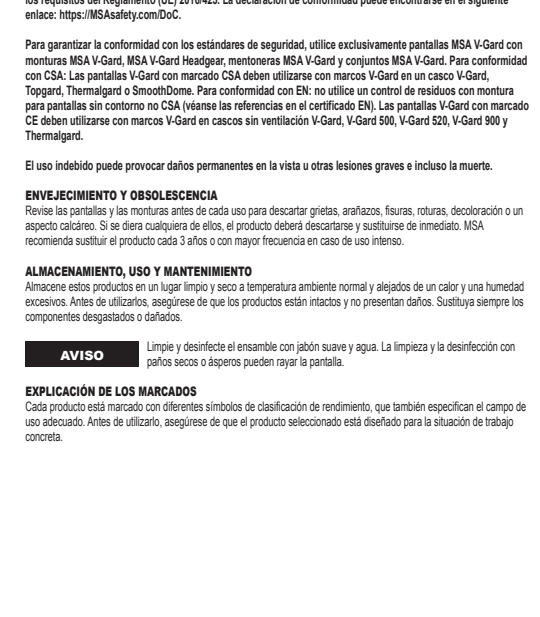 los requisitos del Reglamento (UE) 2016/425. La declaración de conformidad puede encontrarse en el siguiente
enlace: https://MSAsafety.com/DoC.
Para garantizar la conformidad con los estándares de seguridad, utilice exclusivamente pantallas MSA V-Gard con
monturas MSA V-Gard, MSA V-Gard Headgear, mentoneras MSA V-Gard y conjuntos MSA V-Gard. Para conformidad
con CSA: Las pantallas V-Gard con marcado CSA deben utilizarse con marcos V-Gard en un casco V-Gard,
Topgard, Thermalgard o SmoothDome. Para conformidad con EN: no utilice un control de residuos con montura
para pantallas sin contorno no CSA (véanse las referencias en el certificado EN). Las pantallas V-Gard con marcado
CE deben utilizarse con marcos V-Gard en cascos sin ventilación V-Gard, V-Gard 500, V-Gard 520, V-Gard 900 y
Thermalgard.
El uso indebido puede provocar daños permanentes en la vista u otras lesiones graves e incluso la muerte.
ENVEJECIMIENTO Y OBSOLESCENCIA
Revise las pantallas y las monturas antes de cada uso para descartar grietas, arañazos, fisuras, roturas, decoloración o un
aspecto calcáreo. Si se diera cualquiera de ellos, el producto deberá descartarse y sustituirse de inmediato. MSA
recomienda sustituir el producto cada 3 años o con mayor frecuencia en caso de uso intenso.
ALMACENAMIENTO, USO Y MANTENIMIENTO
Almacene estos productos en un lugar limpio y seco a temperatura ambiente normal y alejados de un calor y una humedad
excesivos. Antes de utilizarlos, asegúrese de que los productos están intactos y no presentan daños. Sustituya siempre los
componentes desgastados o dañados.
AVISO
Limpie y desinfecte el ensamble con jabón suave y agua. La limpieza y la desinfección con
paños secos o ásperos pueden rayar la pantalla.
EXPLICACIÓN DE LOS MARCADOS
Cada producto está marcado con diferentes símbolos de clasificación de rendimiento, que también especifican el campo de
uso adecuado. Antes de utilizarlo, asegúrese de que el producto seleccionado está diseñado para la situación de trabajo
concreta.